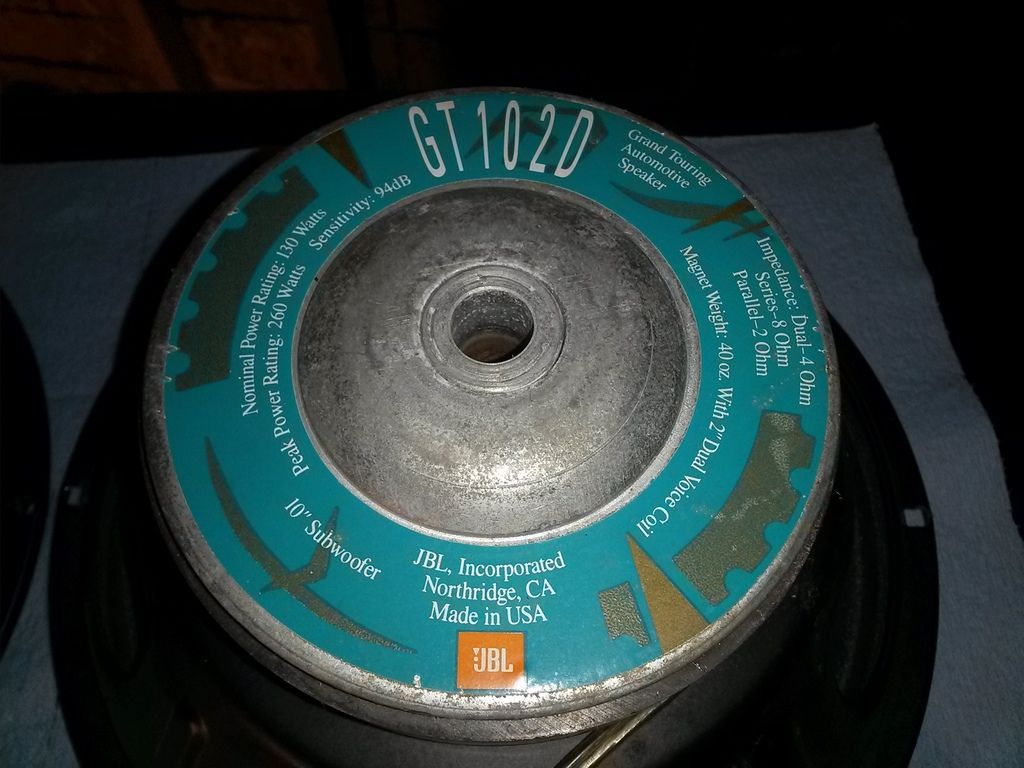 GT102D
Grand Touring
Automotive
Speaker
Impedance: Dual-4 Ohm
Series-8 Ohm
Parallel-2 Ohm
Magnet Weight: 40 oz. With 2" Dual Voice Coil
Sensitivity: 94dB
Nominal Power Rating: 130 Watts
Peak Power Rating: 260 Watts
10" Subwoofer
JBL, Incorporated
Northridge, CA
Made in USA
JBL